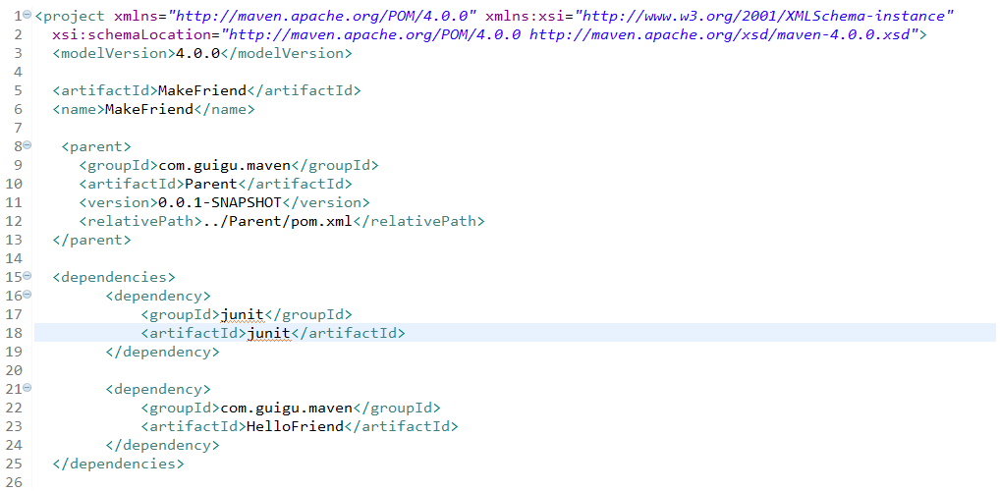 1 <project xmlns="http://maven.apache.org/POM/4.0.0" xmlns:xsi="http://www.w3.org/2001/XMLSchema-instance"
2   xsi:schemaLocation="http://maven.apache.org/POM/4.0.0 http://maven.apache.org/xsd/maven-4.0.0.xsd">
3   <modelVersion>4.0.0</modelVersion>
4
5   <artifactId>MakeFriend</artifactId>
6   <name>MakeFriend</name>
7
8    <parent>
9      <groupId>com.guigu.maven</groupId>
10      <artifactId>Parent</artifactId>
11      <version>0.0.1-SNAPSHOT</version>
12      <relativePath>../Parent/pom.xml</relativePath>
13   </parent>
14
15   <dependencies>
16         <dependency>
17             <groupId>junit</groupId>
18             <artifactId>junit</artifactId>
19         </dependency>
20
21         <dependency>
22             <groupId>com.guigu.maven</groupId>
23             <artifactId>HelloFriend</artifactId>
24         </dependency>
25   </dependencies>
26